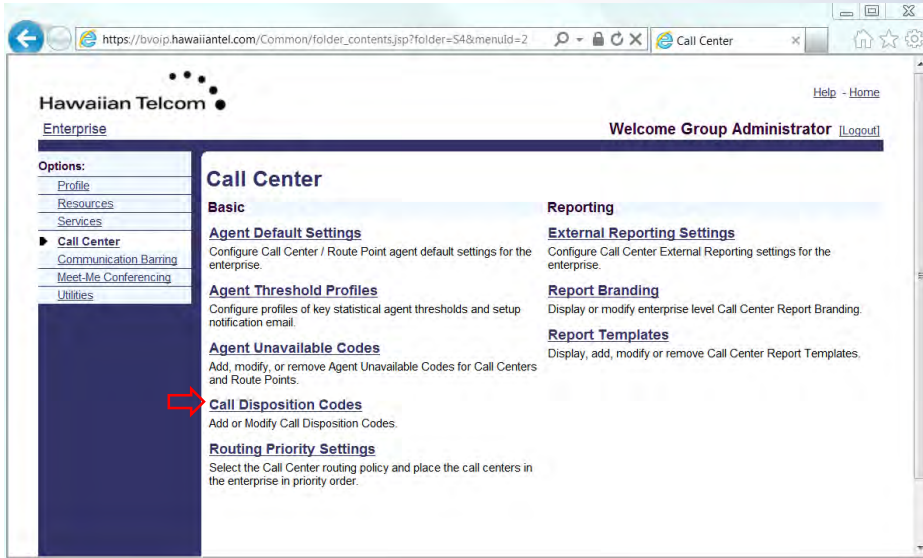 https://bvoip.hawaiiantel.com/Common/folder_contents.jsp?folder=S4&menuId=2
Call Center
Hawaiian Telcom
Help - Home
Enterprise
Welcome Group Administrator [Logout]
Options:
Profile
Resources
Services
Call Center
Communication Barring
Meet-Me Conferencing
Utilities
Call Center
Basic
Agent Default Settings
Configure Call Center / Route Point agent default settings for the
enterprise.
Agent Threshold Profiles
Configure profiles of key statistical agent thresholds and setup
notification email.
Agent Unavailable Codes
Add, modify, or remove Agent Unavailable Codes for Call Centers
and Route Points.
Call Disposition Codes
Add or Modify Call Disposition Codes.
Routing Priority Settings
Select the Call Center routing policy and place the call centers in
the enterprise in priority order.
Reporting
External Reporting Settings
Configure Call Center External Reporting settings for the
enterprise.
Report Branding
Display or modify enterprise level Call Center Report Branding.
Report Templates
Display, add, modify or remove Call Center Report Templates.